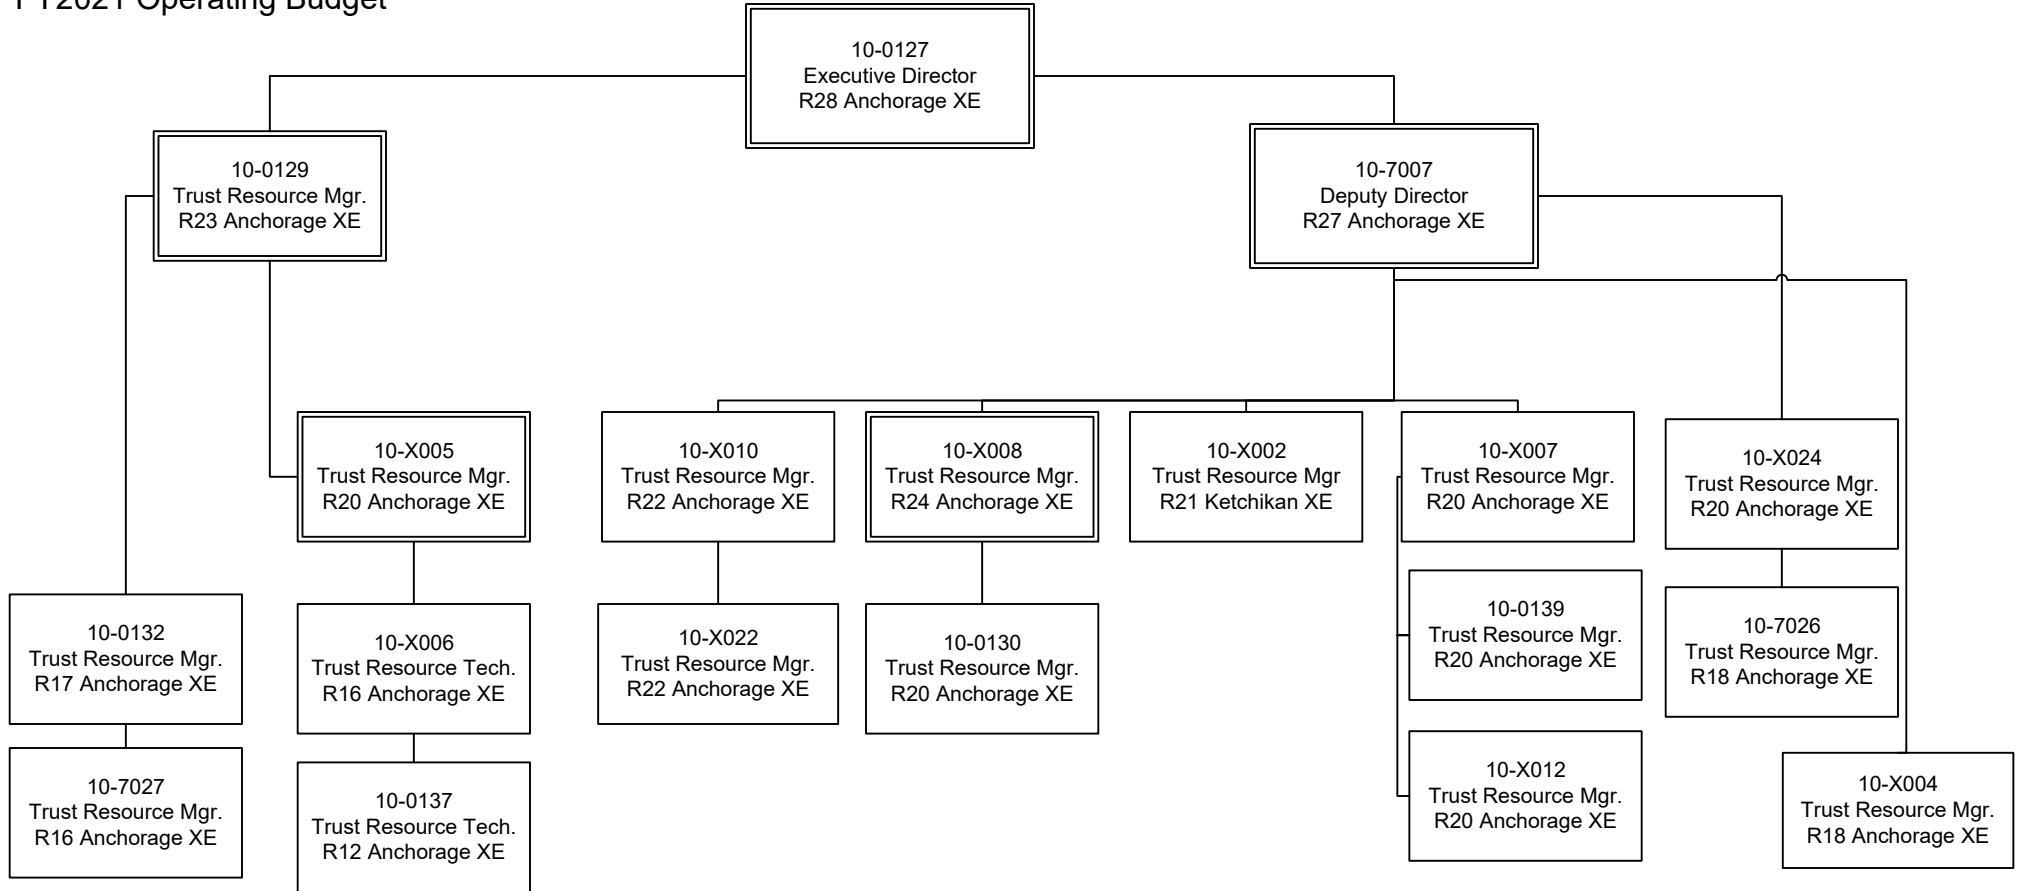 FY2021 Operating Budget
10-0127
Executive Director
R28 Anchorage XE
10-0129
Trust Resource Mgr.
R23 Anchorage XE
10-7007
Deputy Director
R27 Anchorage XE
10-X005
Trust Resource Mgr.
R20 Anchorage XE
10-X010
Trust Resource Mgr.
R22 Anchorage XE
10-X008
Trust Resource Mgr.
R24 Anchorage XE
10-X002
Trust Resource Mgr
R21 Ketchikan XE
10-X007
Trust Resource Mgr.
R20 Anchorage XE
10-X024
Trust Resource Mgr.
R20 Anchorage XE
10-0132
Trust Resource Mgr.
R17 Anchorage XE
10-X006
Trust Resource Tech.
R16 Anchorage XE
10-X022
Trust Resource Mgr.
R22 Anchorage XE
10-0130
Trust Resource Mgr.
R20 Anchorage XE
10-0139
Trust Resource Mgr.
R20 Anchorage XE
10-7026
Trust Resource Mgr.
R18 Anchorage XE
10-7027
Trust Resource Mgr.
R16 Anchorage XE
10-0137
Trust Resource Tech.
R12 Anchorage XE
10-X012
Trust Resource Mgr.
R20 Anchorage XE
10-X004
Trust Resource Mgr.
R18 Anchorage XE